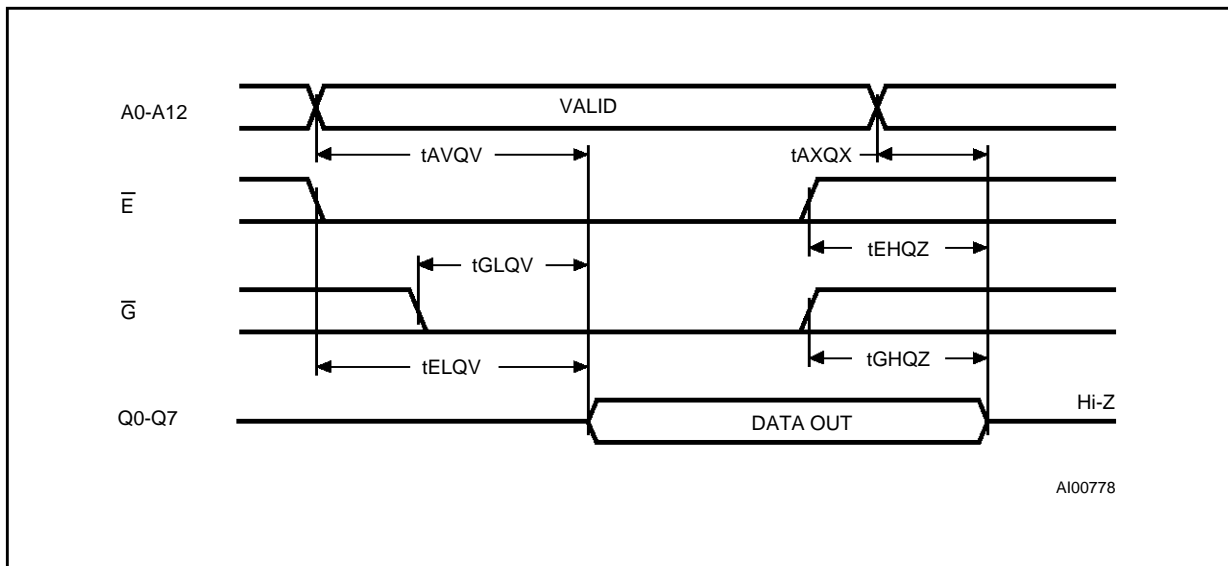 A0-A12
VALID
tAVQV
tAXQX
E̅
tEHQZ
tGLQV
G̅
tGHQZ
tELQV
Q0-Q7
DATA OUT
Hi-Z
AI00778